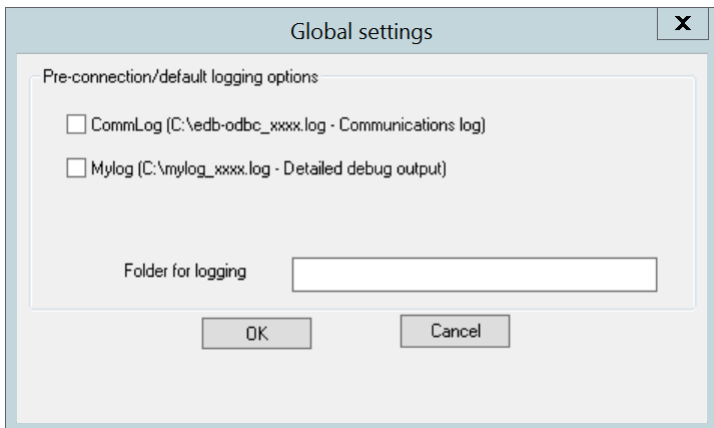 Global settings
X
Pre-connection/default logging options
CommLog (C:\edb-odbc_xxxx.log - Communications log)
Mylog (C:\mylog_xxxx.log - Detailed debug output)
Folder for logging
OK Cancel